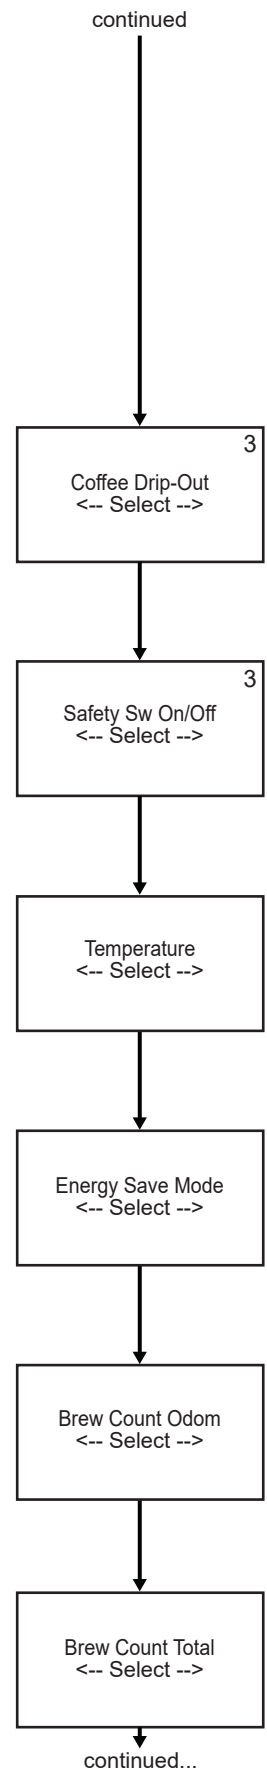 continued
3
Coffee Drip-Out
<-- Select -->
3
Safety Sw On/Off
<-- Select -->
Temperature
<-- Select -->
Energy Save Mode
<-- Select -->
Brew Count Odom
<-- Select -->
Brew Count Total
<-- Select -->
continued...